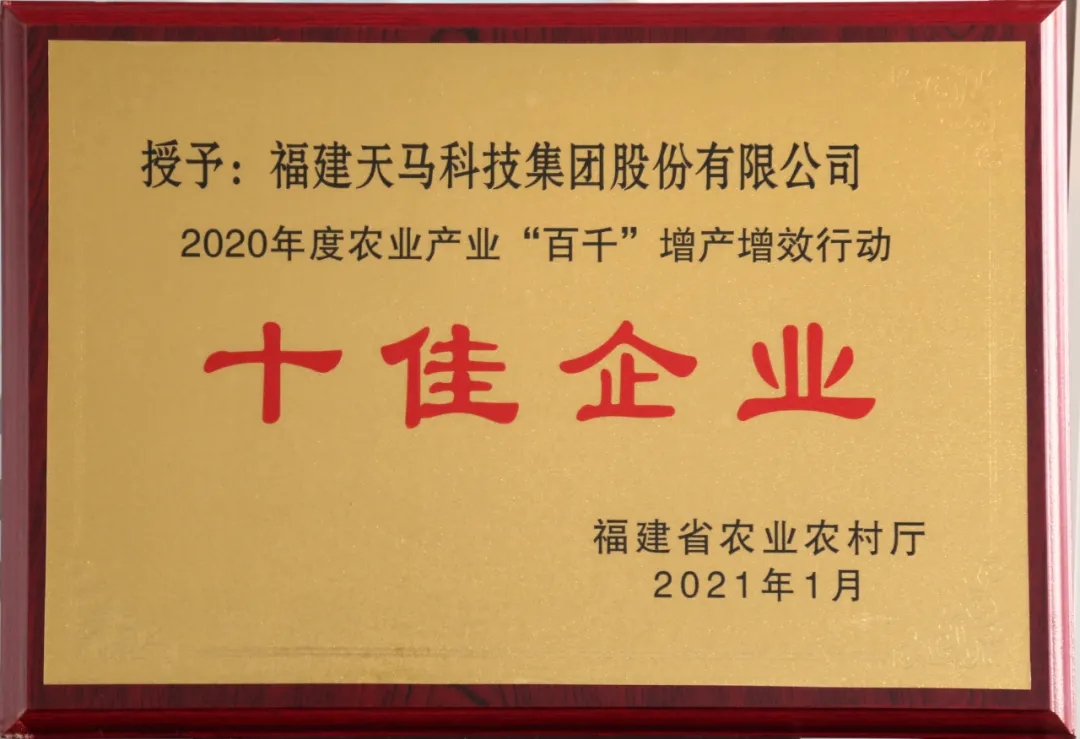 授予：福建天马科技集团股份有限公司
2020年度农业产业“百千”增产增效行动
十佳企业
福建省农业农村厅
2021年1月